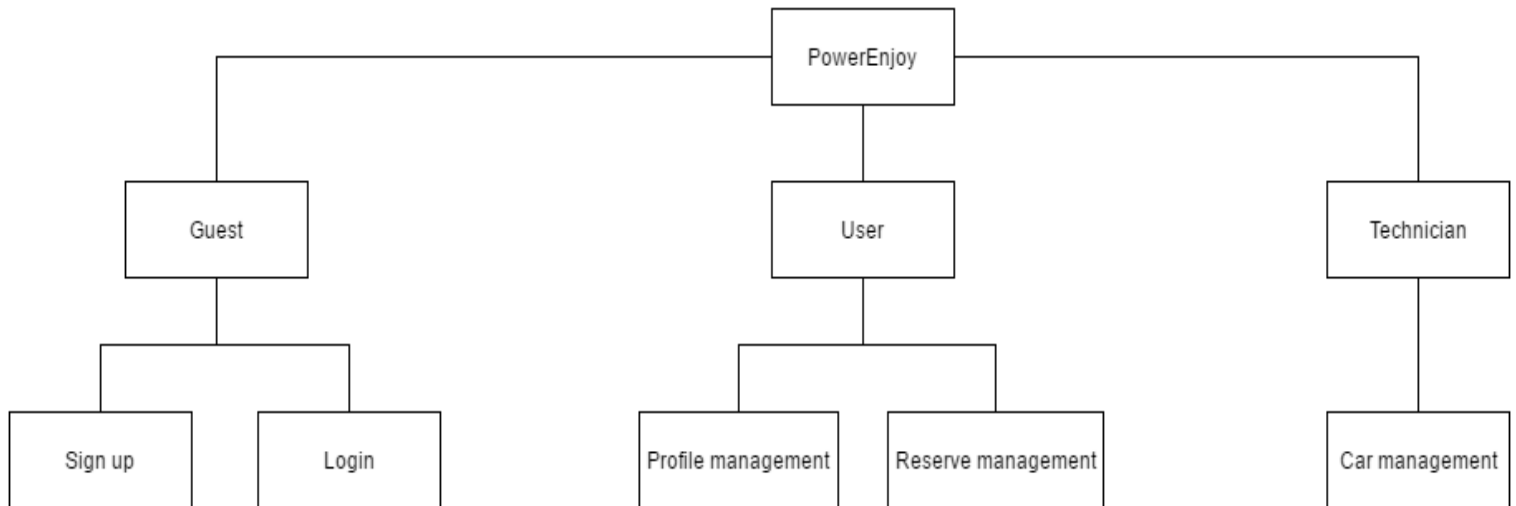 PowerEnjoy
Guest
User
Technician
Sign up
Login
Profile management
Reserve management
Car management